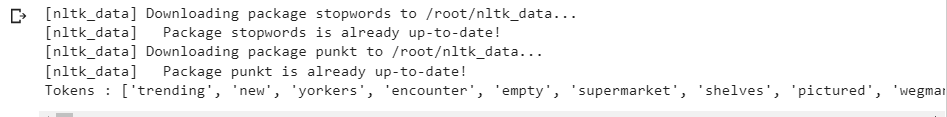 [nltk_data] Downloading package stopwords to /root/nltk_data...
[nltk_data]   Package stopwords is already up-to-date!
[nltk_data] Downloading package punkt to /root/nltk_data...
[nltk_data]   Package punkt is already up-to-date!
Tokens : ['trending', 'new', 'yorkers', 'encounter', 'empty', 'supermarket', 'shelves', 'pictured', 'wegmar